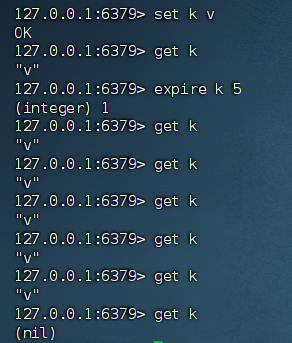 127.0.0.1:6379> set k v
OK
127.0.0.1:6379> get k
"v"
127.0.0.1:6379> expire k 5
(integer) 1
127.0.0.1:6379> get k
"v"
127.0.0.1:6379> get k
"v"
127.0.0.1:6379> get k
"v"
127.0.0.1:6379> get k
"v"
127.0.0.1:6379> get k
"v"
127.0.0.1:6379> get k
(nil)